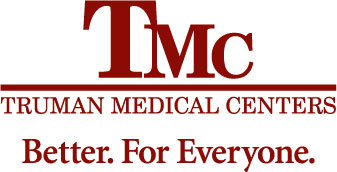 TMC
TRUMAN MEDICAL CENTERS
Better. For Everyone.